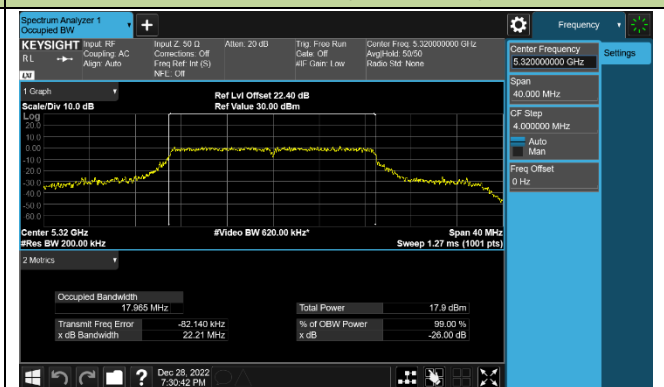 Spectrum Analyzer 1
Occupied BW
Frequency
KEYSIGHT
RL
LXI
Input: RF
Coupling: AC
Align: Auto
Input Z: 50 Ω
Corrections: Off
Freq Ref: Int (S)
NFE: Off
Atten: 20 dB
Trig: Free Run
Gate: Off
#IF Gain: Low
Center Freq: 5.320000000 GHz
Avg|Hold: 50/50
Radio Std: None
1 Graph
Scale/Div 10.0 dB
Ref Lvl Offset 22.40 dB
Ref Value 30.00 dBm
Log
20.0
10.0
0.00
-10.0
-20.0
-30.0
-40.0
-50.0
-60.0
Center 5.32 GHz
#Res BW 200.00 kHz
#Video BW 620.00 kHz*
Span 40 MHz
Sweep 1.27 ms (1001 pts)
2 Metrics
Occupied Bandwidth
17.965 MHz
Total Power 17.9 dBm
Transmit Freq Error -82.140 kHz
% of OBW Power 99.00 %
x dB Bandwidth 22.21 MHz
x dB -26.00 dB
Dec 28, 2022
7:30:42 PM
Center Frequency
5.320000000 GHz
Settings
Span
40.000 MHz
CF Step
4.000000 MHz
Auto
Man
Freq Offset
0 Hz